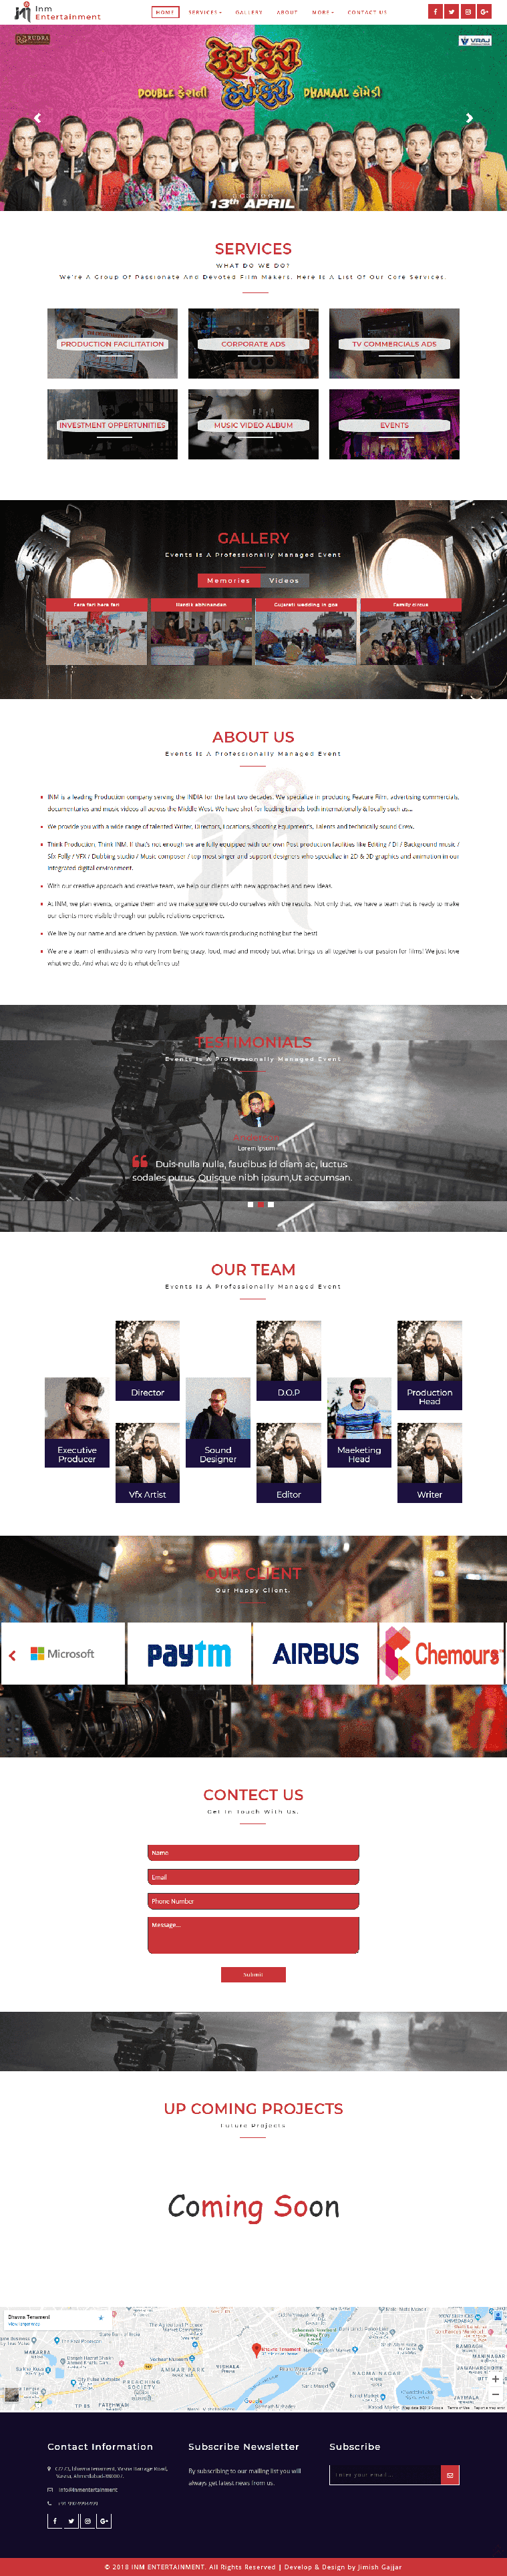 Inm
Entertainment
HOME
SERVICES
GALLERY
ABOUT
MORE
CONTACT US
RUDRA
VRAJ
ફેરા ફેરી
હેરા ફેરી
DOUBLE ફેરાની
DHAMAAL કોમેડી
13TH APRIL
SERVICES
WHAT DO WE DO?
We're A Group Of Passionate And Devoted Film Makers. Here Is A List Of Our Core Services.
PRODUCTION FACILITATION
CORPORATE ADS
TV COMMERCIALS ADS
INVESTMENT OPPERTUNITIES
MUSIC VIDEO ALBUM
EVENTS
GALLERY
Events Is A Professionally Managed Event
Memories
Videos
Fera fari hera fari
Hardik abhinandan
Gujarati wedding in goa
Family circus
ABOUT US
Events Is A Professionally Managed Event
INM is a leading Production company serving the INDIA for the last two decades. We specialize in producing Feature Film, advertising commercials,
documentaries and music videos all across the Middle West. We have shot for leading brands both internationally & locally such as...
We provide you with a wide range of talented Writer, Directors, Locations, shooting Equipments, Talents and technically sound Crew.
Think Production, Think INM. If that's not enough we are fully equipped with our own Post production facilities like Editing / DI / Background music /
Sfx Folly / VFX / Dubbing studio / Music composer / top most singer and support designers who specialize in 2D & 3D graphics and animation in our
integrated digital environment.
With our creative approach and creative team, we help our clients with new approaches and new ideas.
At INM, we plan events, organize them and we make sure we out-do ourselves with the results. Not only that, we we a team that is ready to make
our clients more visible through our public relations experience.
We live by our name and are driven by passion. We work towards producing nothing but the best!
We are a team of enthusiasts who vary from being crazy, loud, mad and moody but what brings us all together is our passion for films! We just love
what we do. And what we do is what defines us!
TESTIMONIALS
Events Is A Professionally Managed Event
Lorem Ipsum
Duis nulla nulla, faucibus id diam ac, luctus
sodales purus. Quisque nibh ipsum,Ut accumsan.
OUR TEAM
Events Is A Professionally Managed Event
Director
D.O.P
Production
Head
Executive
Producer
Sound
Designer
Maeketing
Head
Vfx Artist
Editor
Writer
OUR CLIENT
Our Happy Client.
Microsoft
paytm
AIRBUS
Chemours
CONTECT US
Get In Touch With Us.
Name
Email
Phone Number
Message...
Submit
UP COMING PROJECTS
Future Projects
Coming Soon
Dharma Tenament
View larger map
AMBAR PARK
PREACHING
SOCIETY
FATEHWADI
VISHALA
Google
Contact Information
Subscribe Newsletter
Subscribe
By subscribing to our mailing list you will
always get latest news from us.
Enter your email...
© 2018 INM ENTERTAINMENT. All Rights Reserved | Develop & Design by Jimish Gajjar